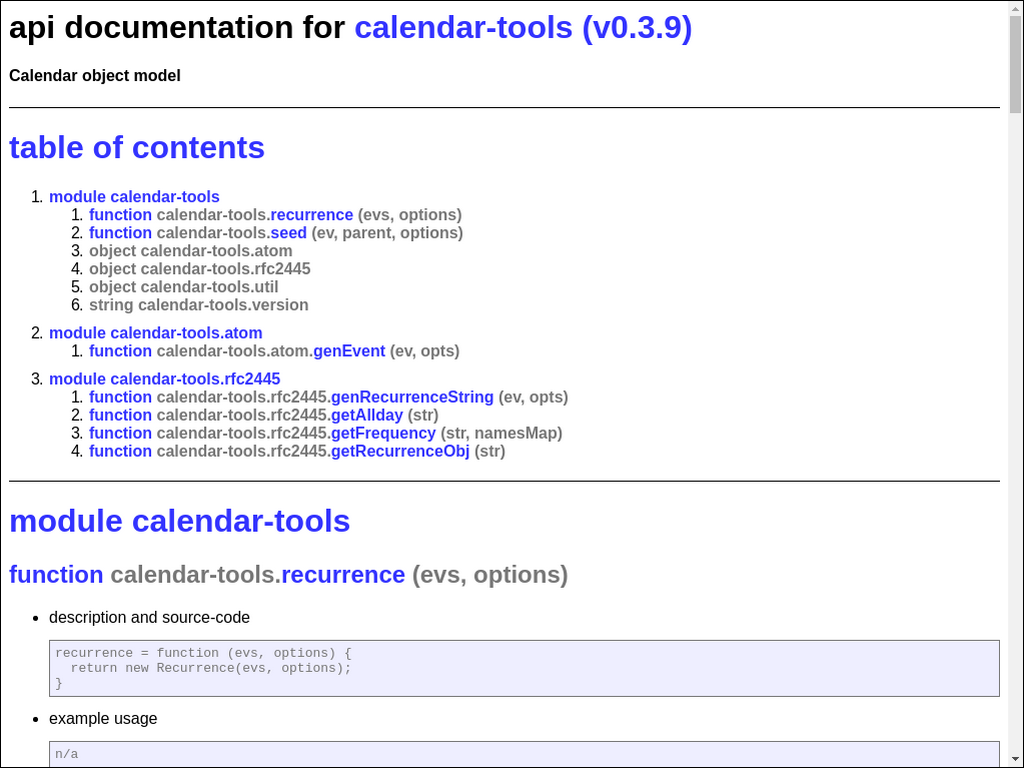 api documentation for calendar-tools (v0.3.9)
Calendar object model
table of contents
1. module calendar-tools
1. function calendar-tools.recurrence (evs, options)
2. function calendar-tools.seed (ev, parent, options)
3. object calendar-tools.atom
4. object calendar-tools.rfc2445
5. object calendar-tools.util
6. string calendar-tools.version
2. module calendar-tools.atom
1. function calendar-tools.atom.genEvent (ev, opts)
3. module calendar-tools.rfc2445
1. function calendar-tools.rfc2445.genRecurrenceString (ev, opts)
2. function calendar-tools.rfc2445.getAllday (str)
3. function calendar-tools.rfc2445.getFrequency (str, namesMap)
4. function calendar-tools.rfc2445.getRecurrenceObj (str)
module calendar-tools
function calendar-tools.recurrence (evs, options)
• description and source-code
recurrence = function (evs, options) {
  return new Recurrence(evs, options);
}
• example usage
n/a